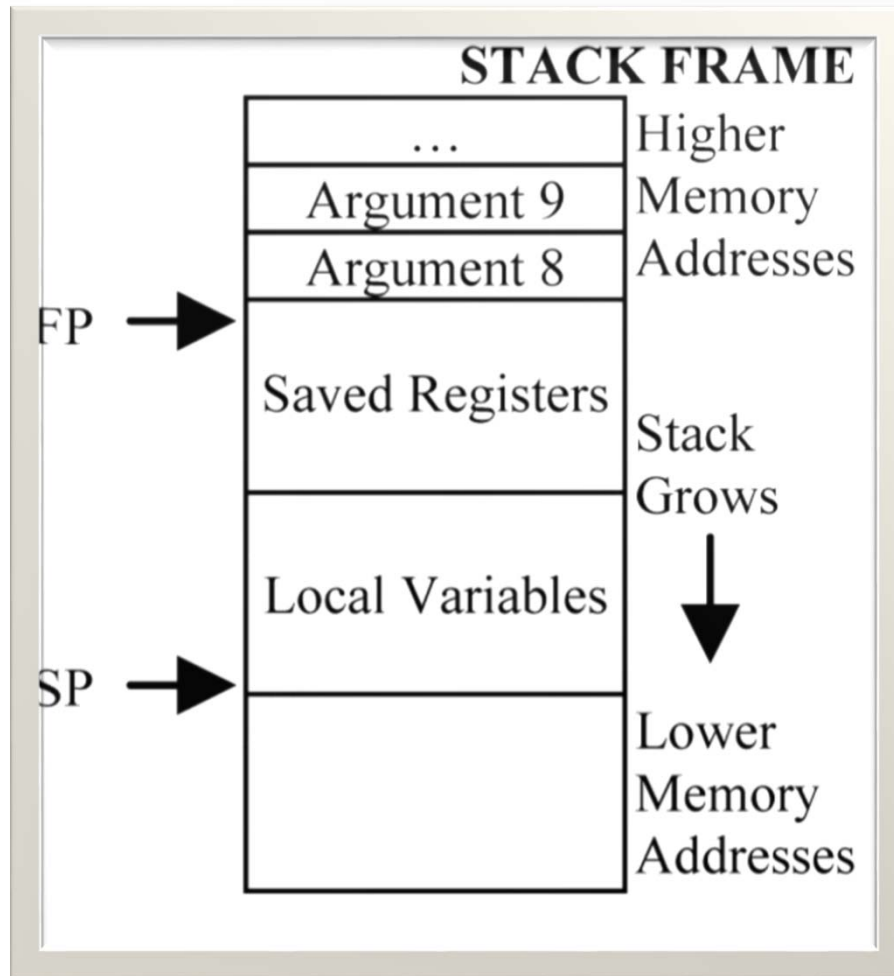 STACK FRAME
...
Higher
Memory
Addresses
Argument 9
Argument 8
FP
Saved Registers
Stack
Grows
Local Variables
SP
Lower
Memory
Addresses